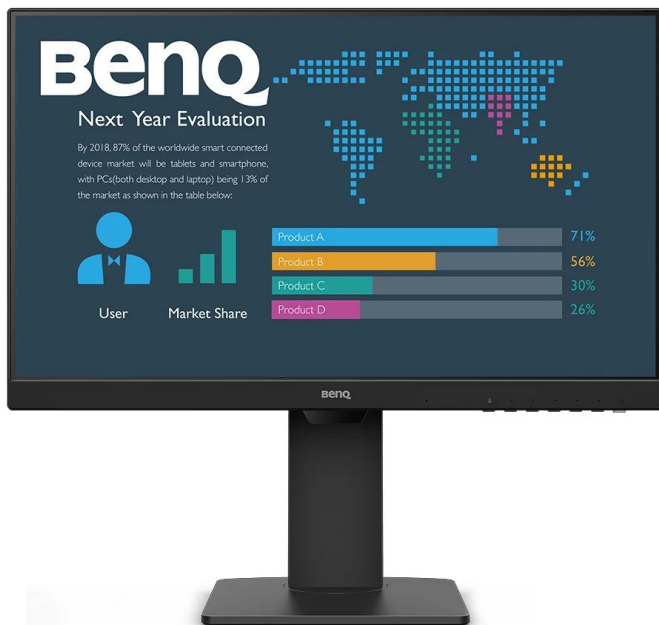 BenQ
Next Year Evaluation
By 2018, 87% of the worldwide smart connected
device market will be tablets and smartphone,
with PCs(both desktop and laptop) being 13% of
the market as shown in the table below:
User
Market Share
Product A 71%
Product B 56%
Product C 30%
Product D 26%
BenQ